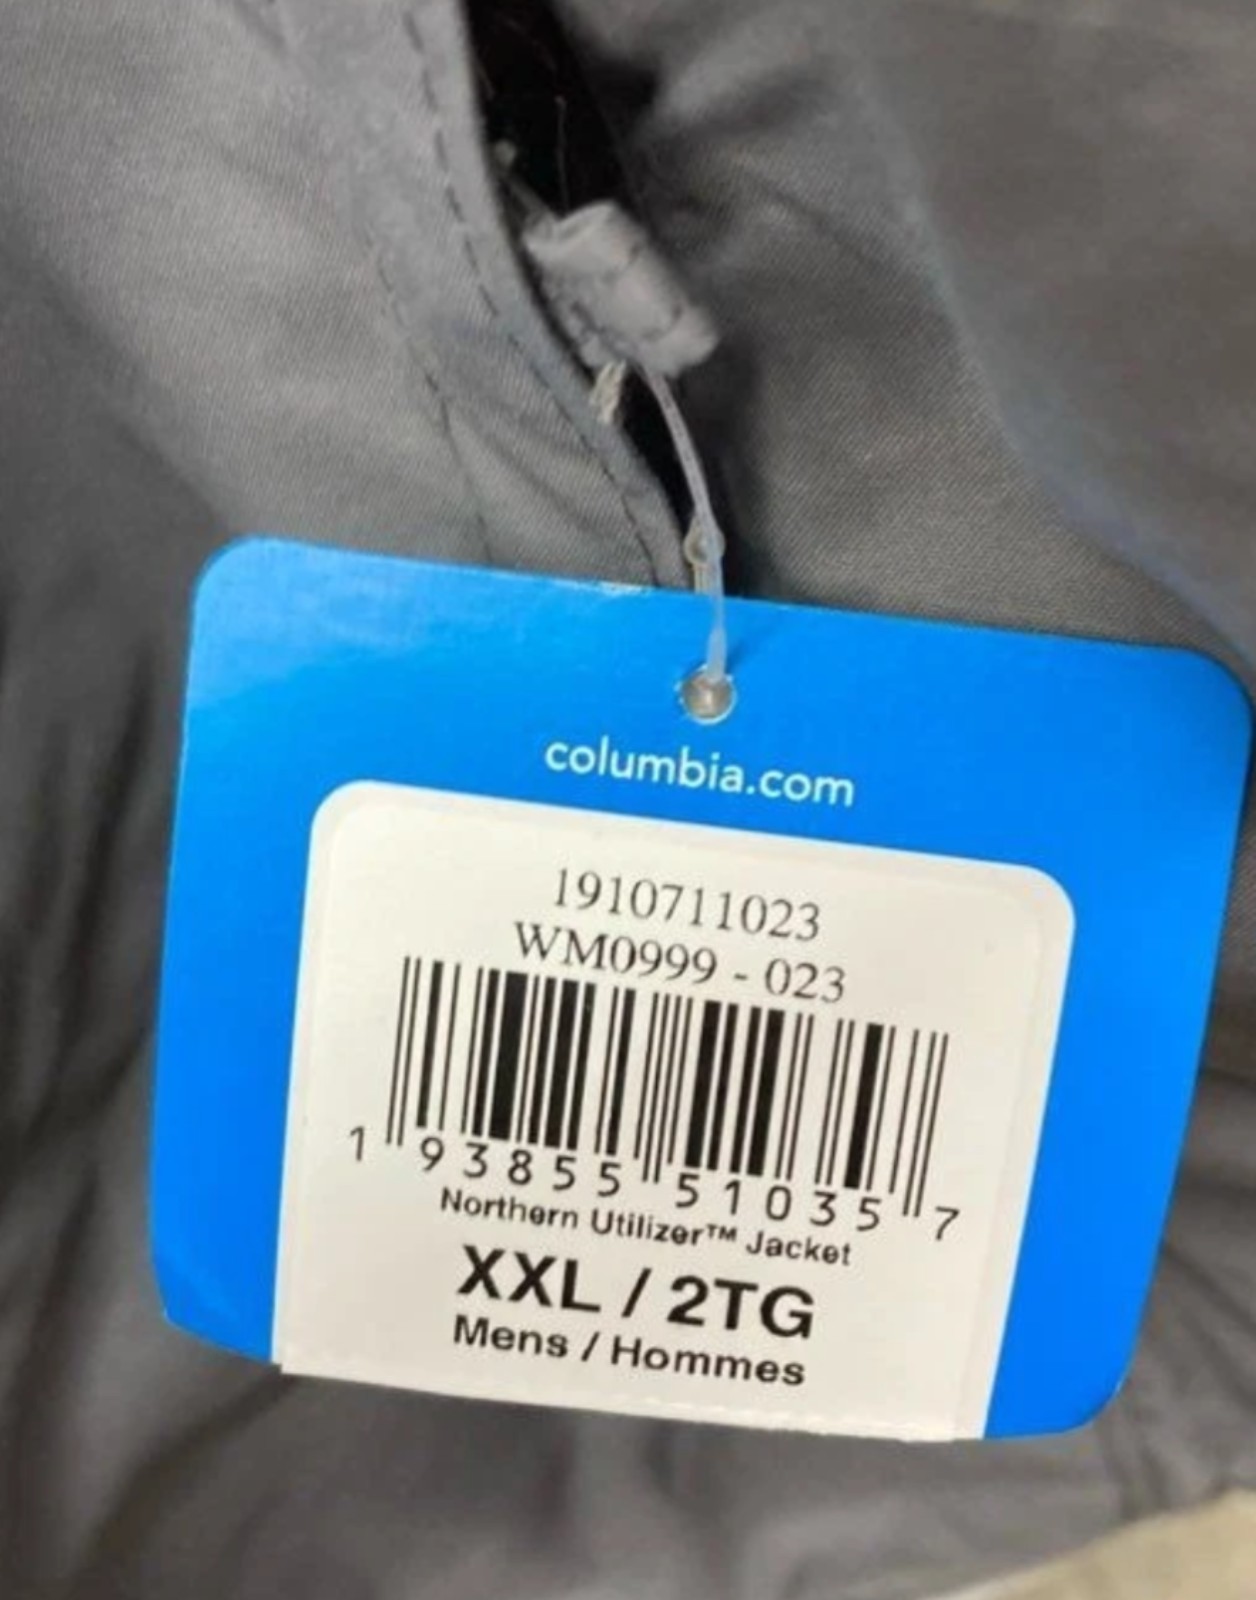 columbia.com
1910711023
WM0999 - 023
1 93855 51035 7
Northern Utilizer™ Jacket
XXL / 2TG
Mens / Hommes